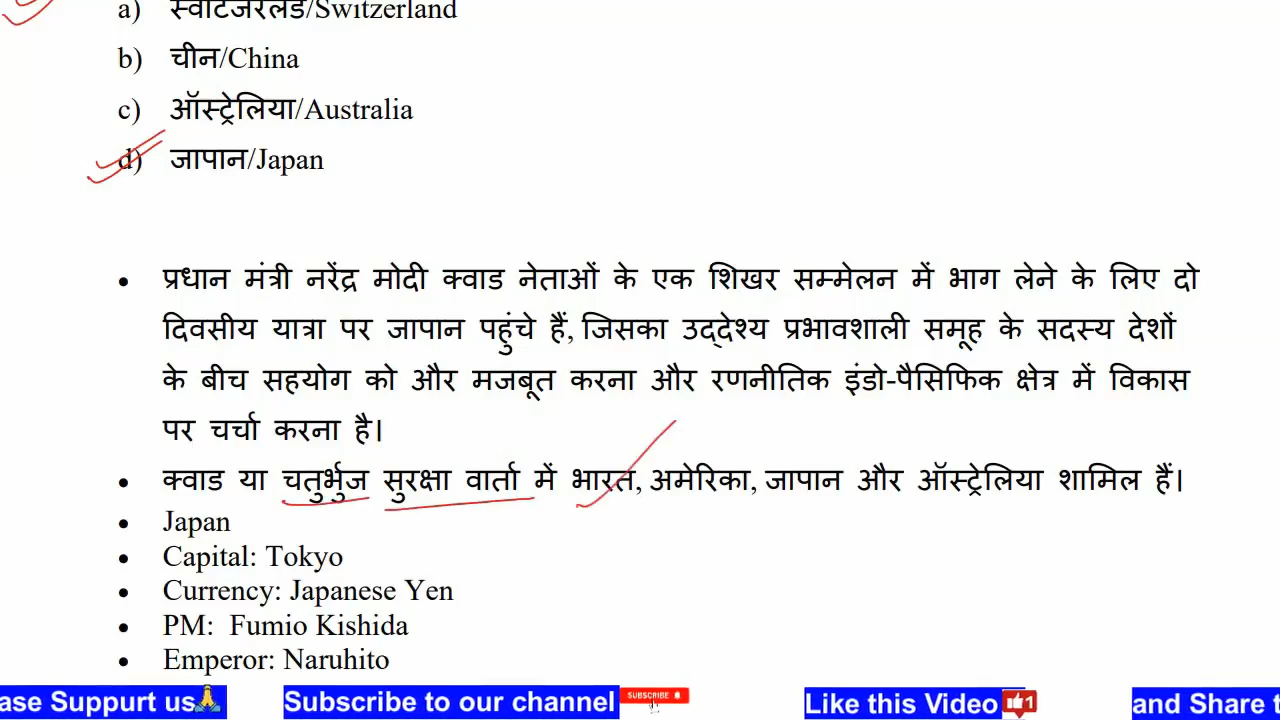 a) स्वीटजरलैंड/Switzerland
b) चीन/China
c) ऑस्ट्रेलिया/Australia
d) जापान/Japan
• प्रधान मंत्री नरेंद्र मोदी क्वाड नेताओं के एक शिखर सम्मेलन में भाग लेने के लिए दो
दिवसीय यात्रा पर जापान पहुंचे हैं, जिसका उद्देश्य प्रभावशाली समूह के सदस्य देशों
के बीच सहयोग को और मजबूत करना और रणनीतिक इंडो-पैसिफिक क्षेत्र में विकास
पर चर्चा करना है।
• क्वाड या चतुर्भुज सुरक्षा वार्ता में भारत, अमेरिका, जापान और ऑस्ट्रेलिया शामिल हैं।
• Japan
• Capital: Tokyo
• Currency: Japanese Yen
• PM: Fumio Kishida
• Emperor: Naruhito
ase Suppurt us Subscribe to our channel SUBSCRIBE Like this Video 1 and Share